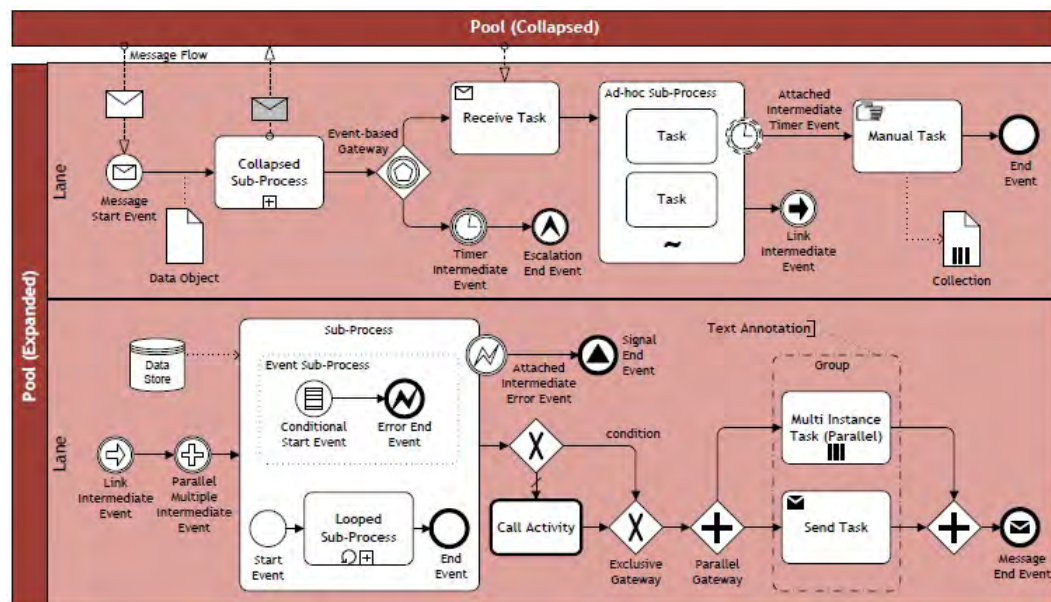 Pool (Collapsed)
Message Flow
Pool (Expanded)
Lane
Message
Start Event
Data Object
Collapsed
Sub-Process
Event-based
Gateway
Receive Task
Timer
Intermediate
Event
Escalation
End Event
Ad-hoc Sub-Process
Task
Task
~
Attached
Intermediate
Timer Event
Link
Intermediate
Event
Manual Task
Collection
End
Event
Lane
Data
Store
Link
Intermediate
Event
Parallel
Multiple
Intermediate
Event
Sub-Process
Event Sub-Process
Conditional
Start Event
Error End
Event
Start
Event
Looped
Sub-Process
End
Event
Attached
Intermediate
Error Event
Signal
End
Event
condition
Call Activity
Exclusive
Gateway
Parallel
Gateway
Text Annotation
Group
Multi Instance
Task (Parallel)
Send Task
Message
End Event